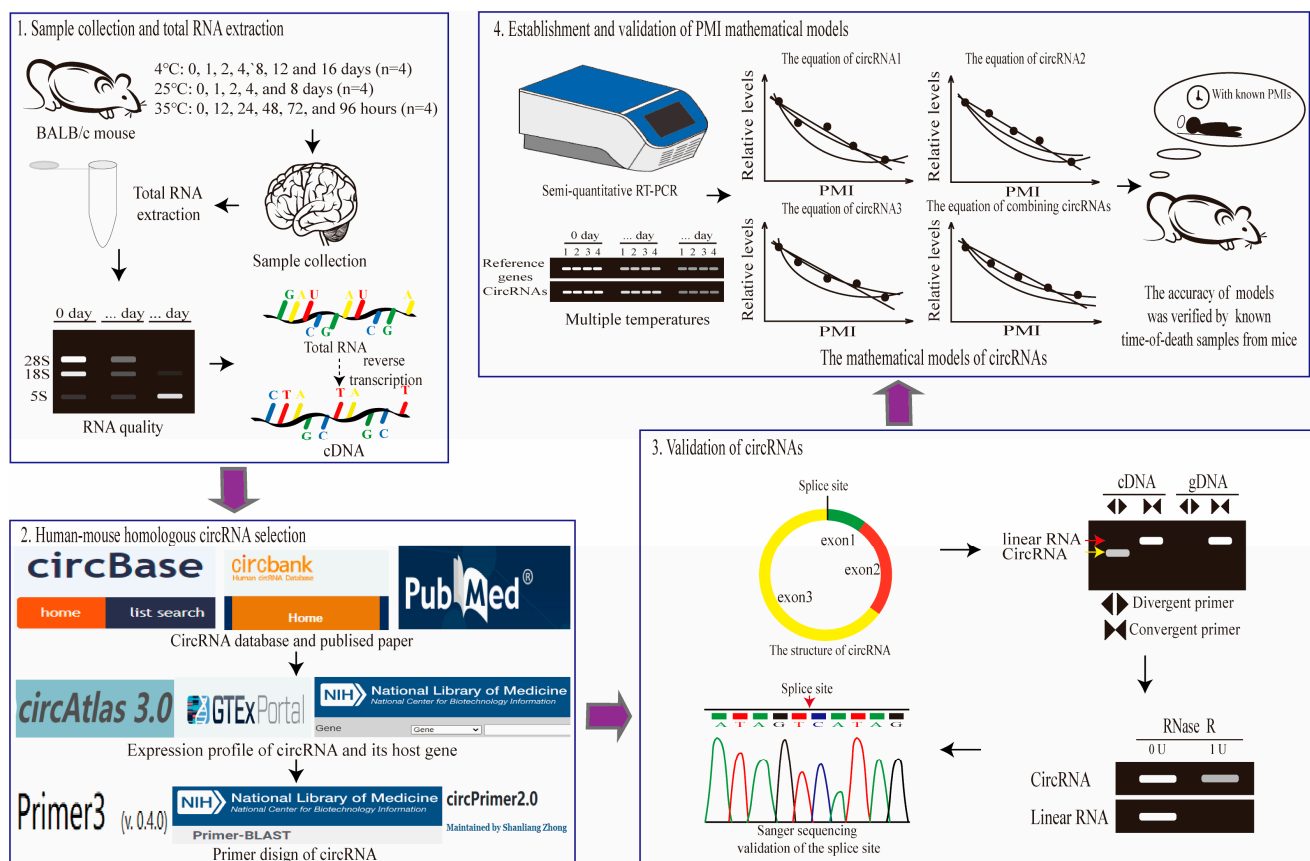 1. Sample collection and total RNA extraction
4℃: 0, 1, 2, 4,`8, 12 and 16 days (n=4)
25℃: 0, 1, 2, 4, and 8 days (n=4)
35℃: 0, 12, 24, 48, 72, and 96 hours (n=4)
BALB/c mouse
Total RNA
extraction
Sample collection
0 day ... day ... day
28S
18S
5S
RNA quality
G A U A U A
C G C G
Total RNA
reverse
transcription
C T A T A T
G C G C
cDNA
2. Human-mouse homologous circRNA selection
circBase
home list search
circbank
Human circRNA Database
Home
PubMed®
CircRNA database and publised paper
circAtlas 3.0
GTExPortal
NIH National Library of Medicine
National Center for Biotechnology Information
Gene Gene
Expression profile of circRNA and its host gene
Primer3 (v. 0.4.0)
NIH National Library of Medicine
National Center for Biotechnology Information
Primer-BLAST
circPrimer2.0
Maintained by Shanliang Zhong
Primer disign of circRNA
3. Validation of circRNAs
Splice site
exon1
exon2
exon3
The structure of circRNA
cDNA gDNA
linear RNA
CircRNA
Divergent primer
Convergent primer
RNase R
0 U 1 U
CircRNA
Linear RNA
Splice site
A T A G T C A T A G
Sanger sequencing
validation of the splice site
4. Establishment and validation of PMI mathematical models
Semi-quantitative RT-PCR
0 day ... day ... day
1 2 3 4 1 2 3 4 1 2 3 4
Reference
genes
CircRNAs
Multiple temperatures
The equation of circRNA1
Relative levels
PMI
The equation of circRNA2
Relative levels
PMI
The equation of circRNA3
Relative levels
PMI
The equation of combining circRNAs
Relative levels
PMI
The mathematical models of circRNAs
With known PMIs
The accuracy of models
was verified by known
time-of-death samples from mice